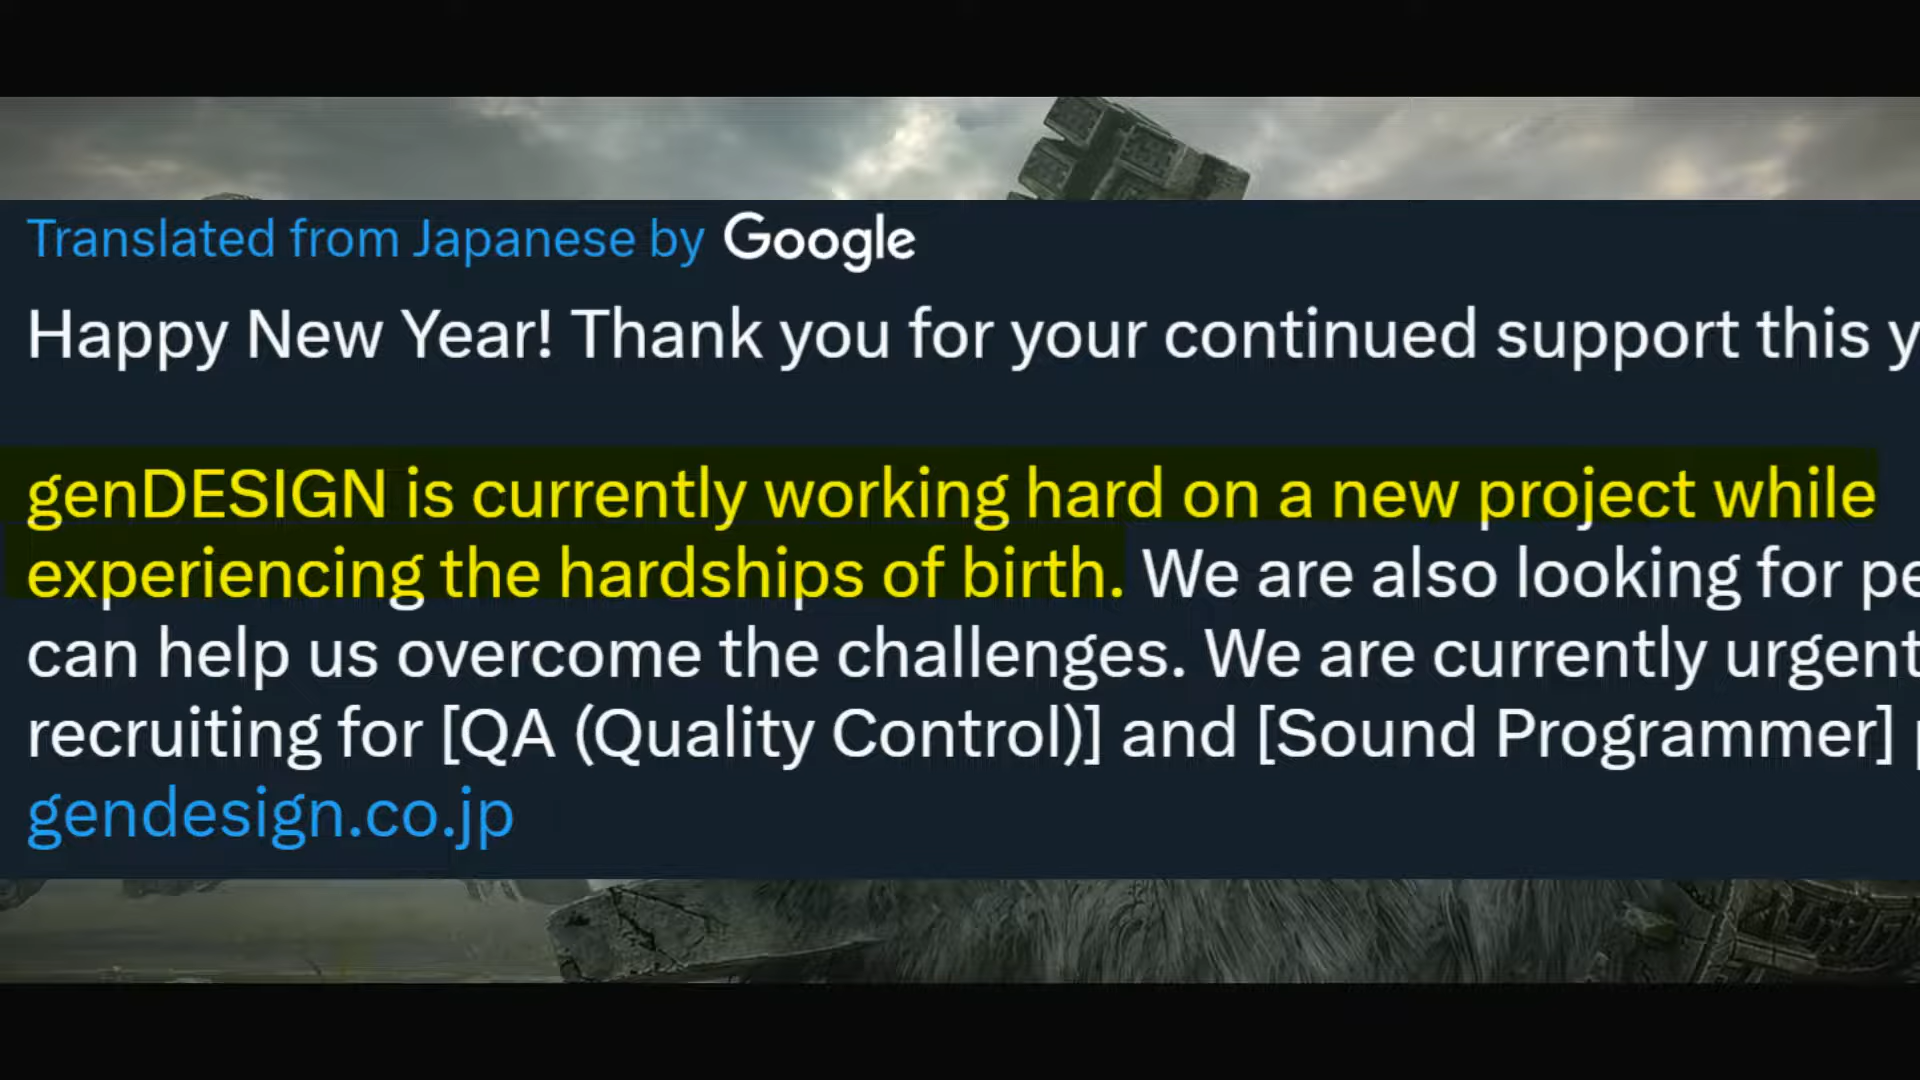 Translated from Japanese by Google
Happy New Year! Thank you for your continued support this
genDESIGN is currently working hard on a new project while
experiencing the hardships of birth. We are also looking for
can help us overcome the challenges. We are currently
recruiting for [QA (Quality Control)] and [Sound Programmer]
gendesign.co.jp